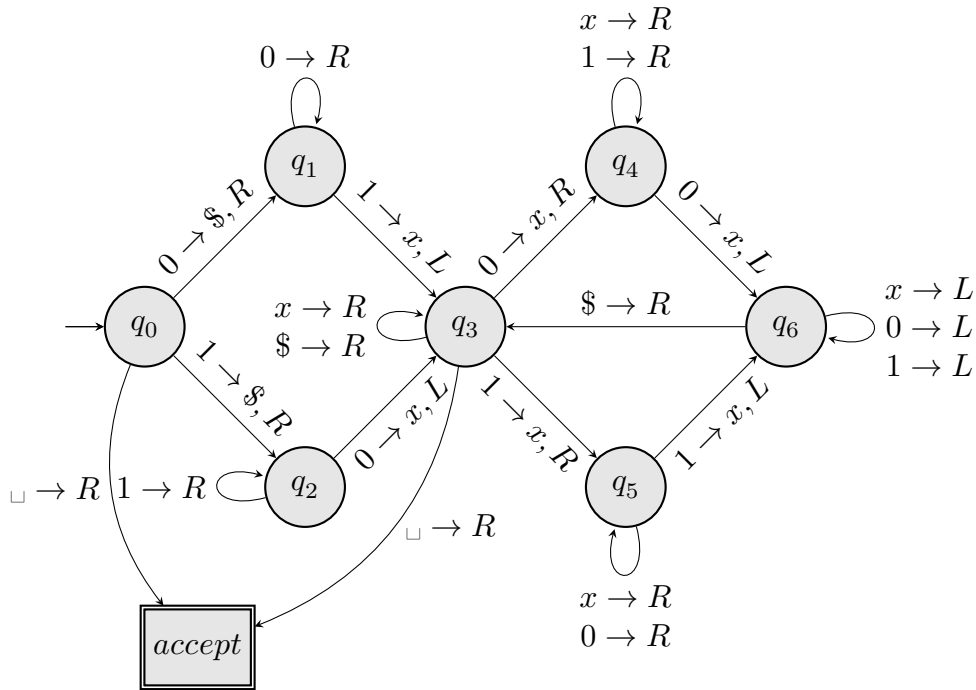 x → R
0 → R
1 → R
q₁
q₄
0 → $, R
1 → x, L
0 → x, R
0 → x, L
x → R
$ → R
$ → R
x → L
0 → L
1 → L
q₀
q₃
q₆
1 → $, R
0 → x, L
1 → x, R
1 → x, L
␣ → R
1 → R
q₂
q₅
␣ → R
x → R
0 → R
accept